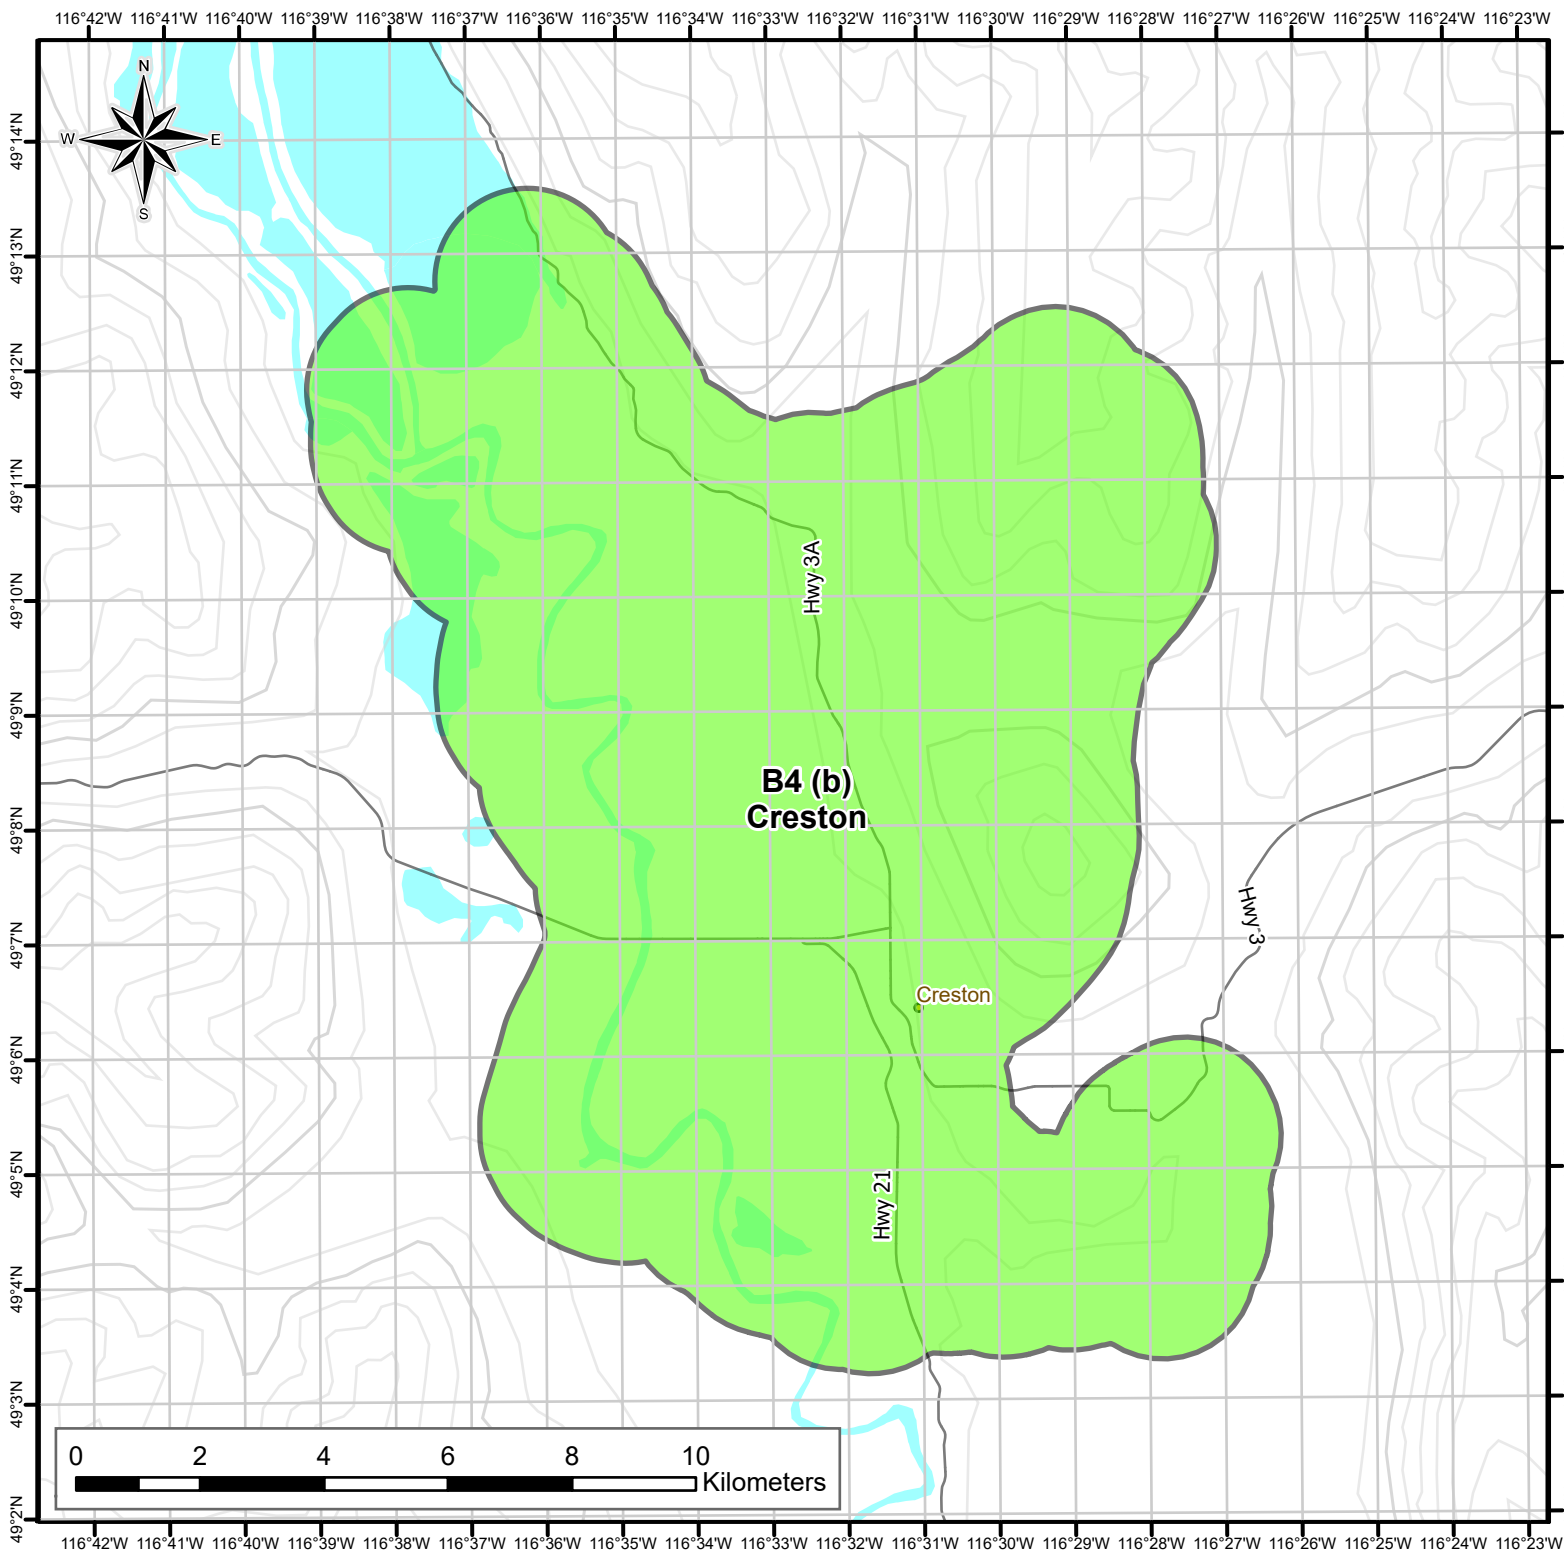 116°42'W 116°41'W 116°40'W 116°39'W 116°38'W 116°37'W 116°36'W 116°35'W 116°34'W 116°33'W 116°32'W 116°31'W 116°30'W 116°29'W 116°28'W 116°27'W 116°26'W 116°25'W 116°24'W 116°23'W
N
W E
S
49°14'N
49°13'N
49°12'N
49°11'N
49°10'N
49°9'N
49°8'N
49°7'N
49°6'N
49°5'N
49°4'N
49°3'N
49°2'N
Hwy 3A
B4 (b)
Creston
Hwy 3
Creston
Hwy 21
0 2 4 6 8 10
Kilometers
116°42'W 116°41'W 116°40'W 116°39'W 116°38'W 116°37'W 116°36'W 116°35'W 116°34'W 116°33'W 116°32'W 116°31'W 116°30'W 116°29'W 116°28'W 116°27'W 116°26'W 116°25'W 116°24'W 116°23'W